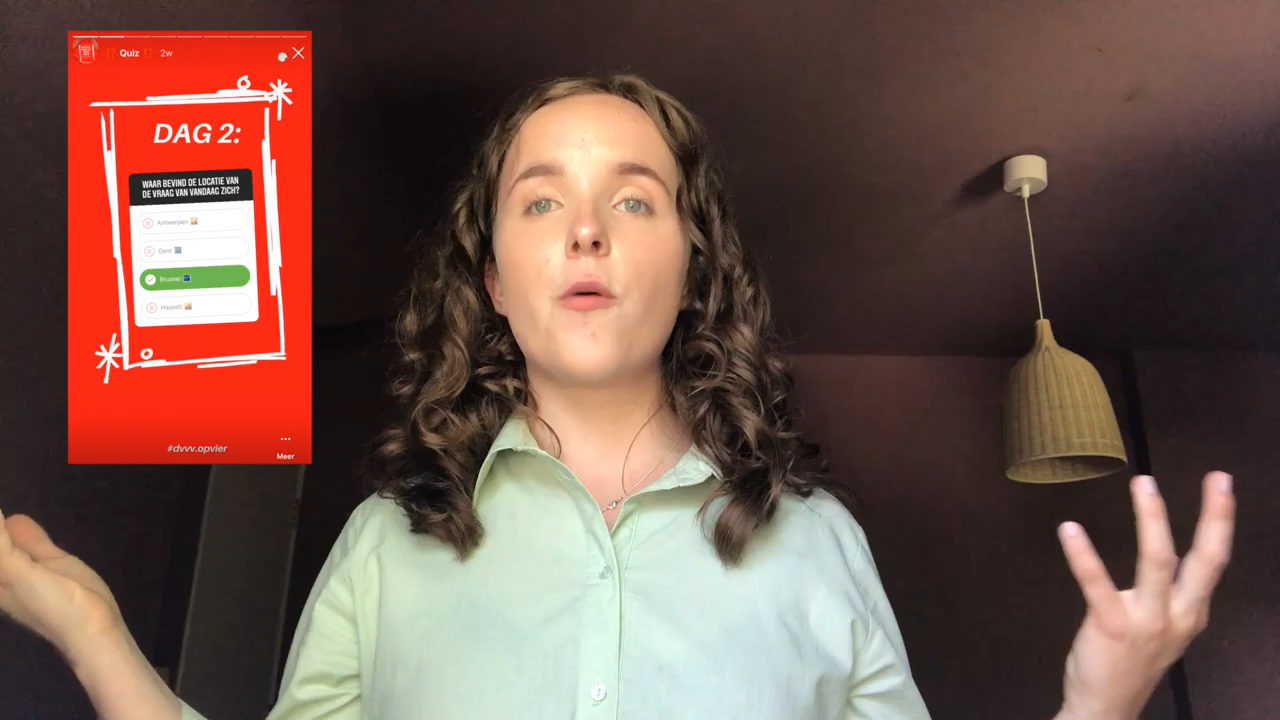 Quiz 2w
DAG 2:
WAAR BEVIND DE LOCATIE VAN
DE VRAAG VAN VANDAAG ZICH?
Antwerpen
Gent
Brussel
Hasselt
#dvvv.opvier
Meer